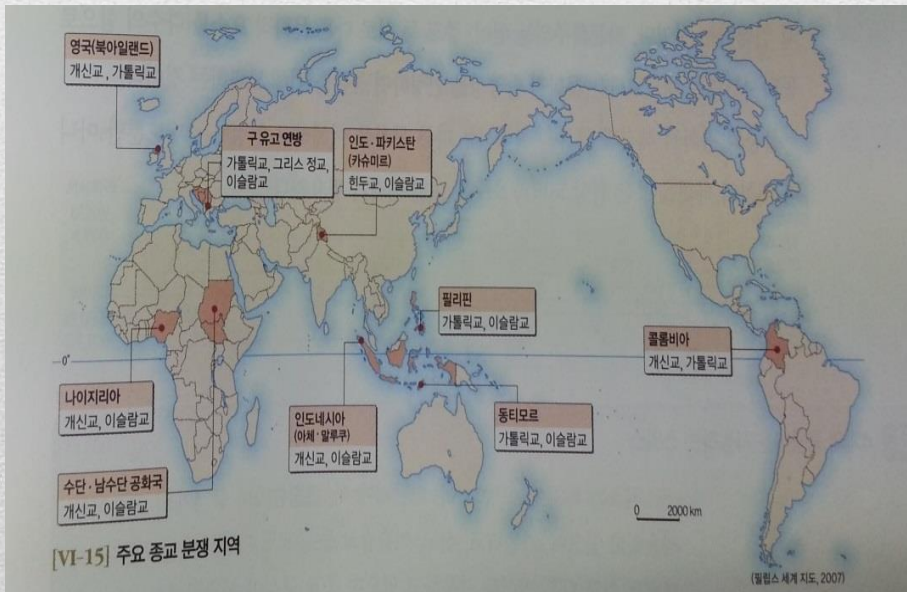 영국(북아일랜드)
개신교, 가톨릭교
구 유고 연방
가톨릭교, 그리스 정교,
이슬람교
인도·파키스탄
(카슈미르)
힌두교, 이슬람교
필리핀
가톨릭교, 이슬람교
콜롬비아
개신교, 가톨릭교
0°
나이지리아
개신교, 이슬람교
인도네시아
(아체·말루쿠)
개신교, 이슬람교
동티모르
가톨릭교, 이슬람교
수단·남수단 공화국
개신교, 이슬람교
0 2000km
[VI-15] 주요 종교 분쟁 지역
(필립스 세계 지도, 2007)